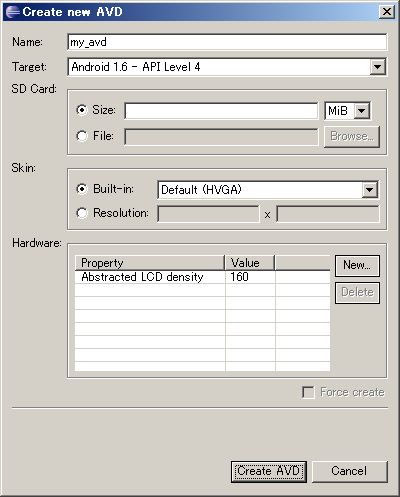 Create new AVD
Name: my_avd
Target: Android 1.6 - API Level 4
SD Card:
Size: MiB
File: Browse...
Skin:
Built-in: Default (HVGA)
Resolution: x
Hardware:
Property Value New...
Abstracted LCD density 160
Delete
Force create
Create AVD Cancel